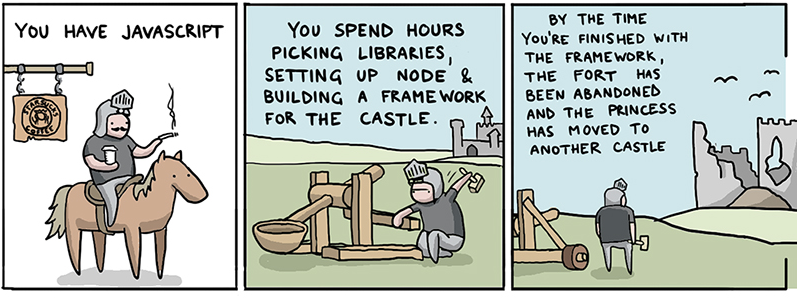 YOU HAVE JAVASCRIPT
STARBUCKS
COFFEE
YOU SPEND HOURS
PICKING LIBRARIES,
SETTING UP NODE &
BUILDING A FRAMEWORK
FOR THE CASTLE.
BY THE TIME
YOU'RE FINISHED WITH
THE FRAMEWORK,
THE FORT HAS
BEEN ABANDONED
AND THE PRINCESS
HAS MOVED TO
ANOTHER CASTLE